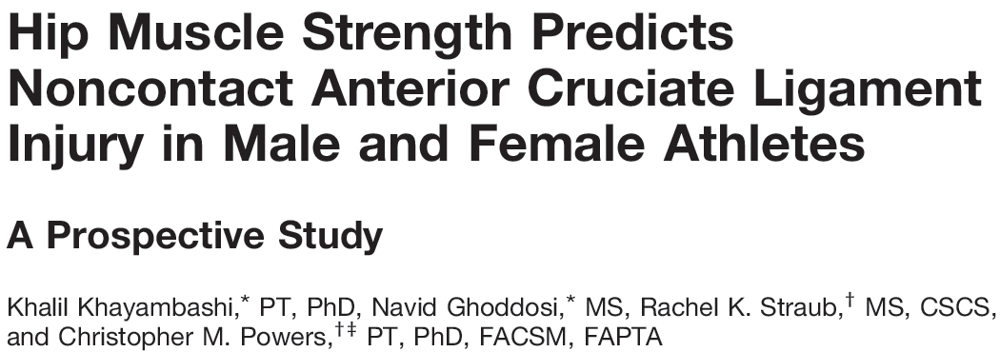 Hip Muscle Strength Predicts
Noncontact Anterior Cruciate Ligament
Injury in Male and Female Athletes
A Prospective Study
Khalil Khayambashi,* PT, PhD, Navid Ghoddosi,* MS, Rachel K. Straub,† MS, CSCS,
and Christopher M. Powers,†‡ PT, PhD, FACSM, FAPTA